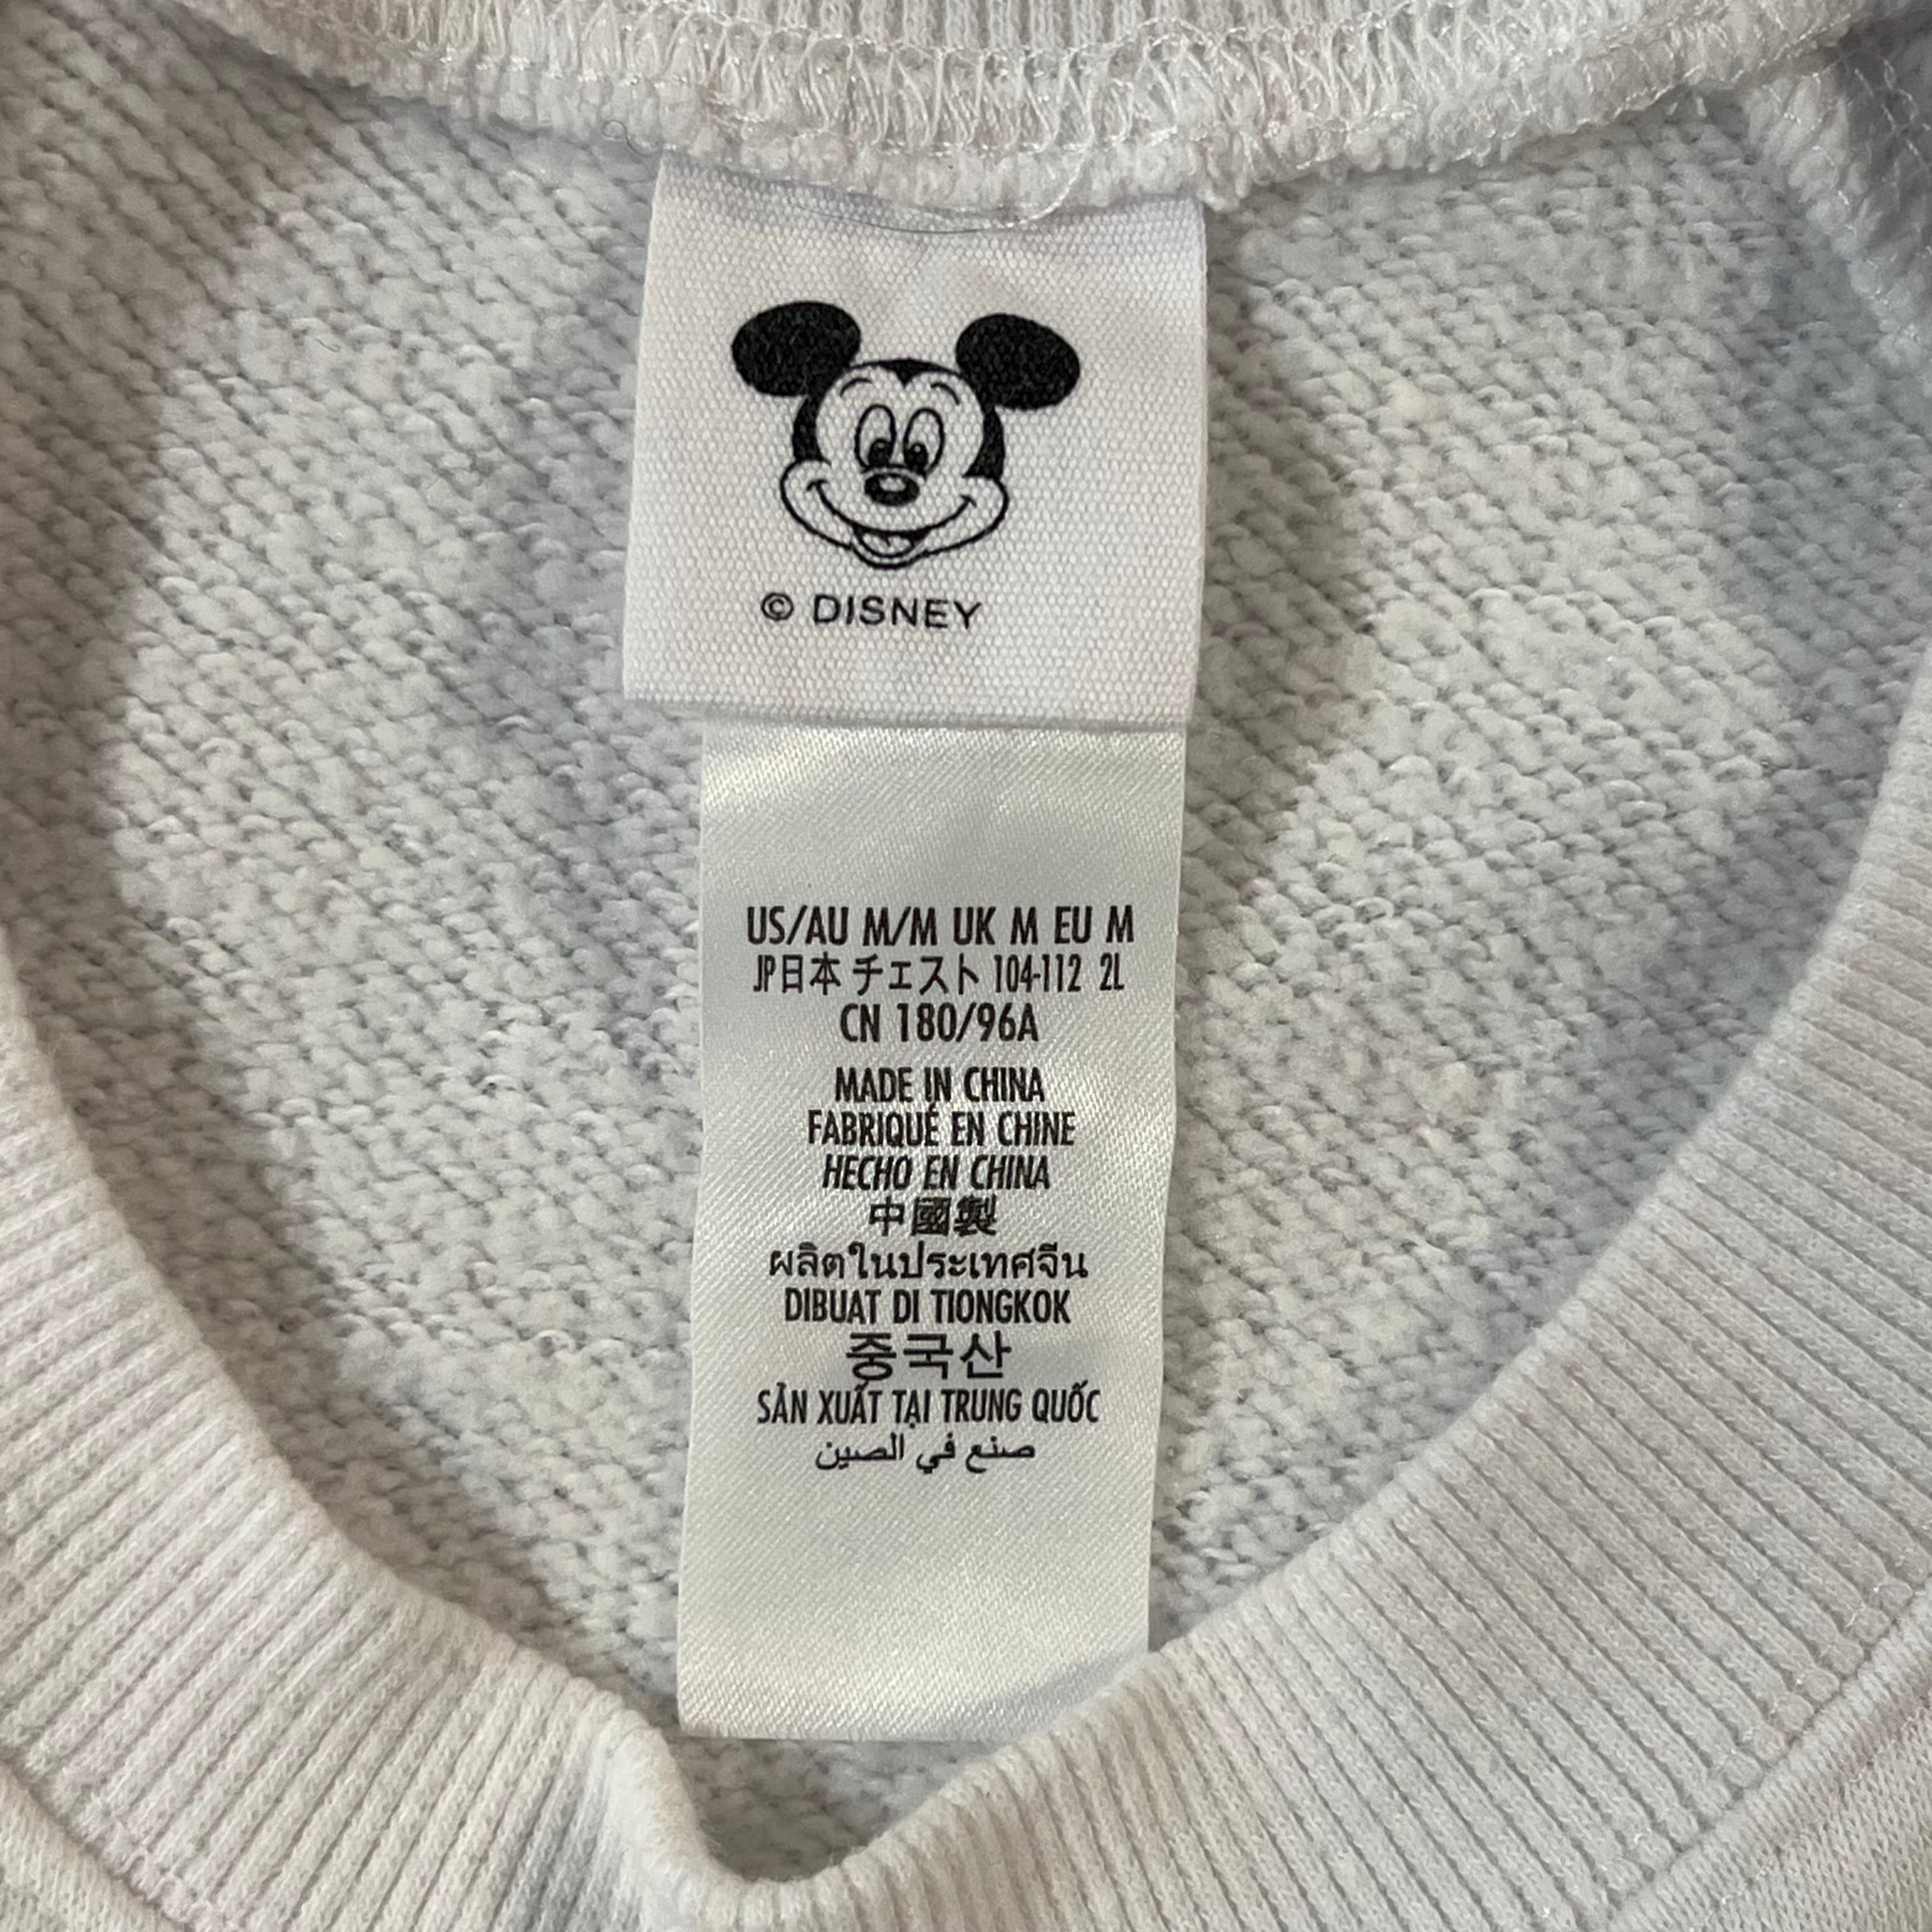 © DISNEY
US/AU M/M UK M EU M
JP日本 チェスト 104-112 2L
CN 180/96A
MADE IN CHINA
FABRIQUÉ EN CHINE
HECHO EN CHINA
中國製
ผลิตในประเทศจีน
DIBUAT DI TIONGKOK
중국산
SẢN XUẤT TẠI TRUNG QUỐC
صنع في الصين